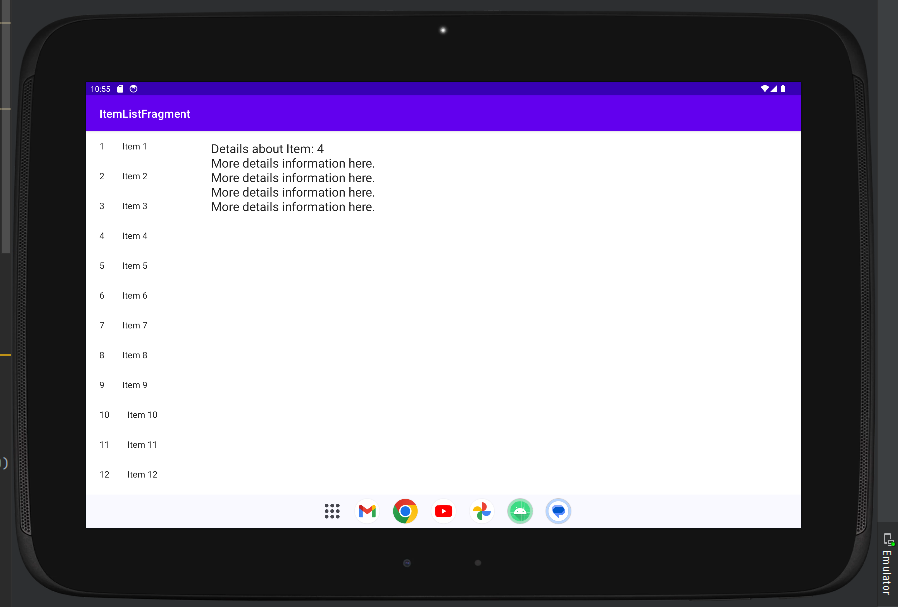 10:55
ItemListFragment
1 Item 1
2 Item 2
3 Item 3
4 Item 4
5 Item 5
6 Item 6
7 Item 7
8 Item 8
9 Item 9
10 Item 10
11 Item 11
12 Item 12
Details about Item: 4
More details information here.
More details information here.
More details information here.
More details information here.
)
Emulator